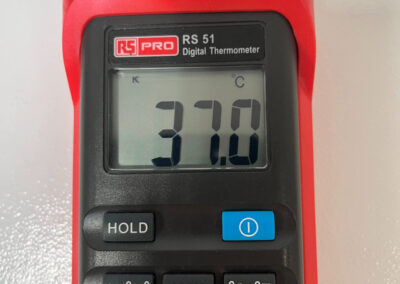 RS PRO RS 51
Digital Thermometer
K °C
37.0
HOLD